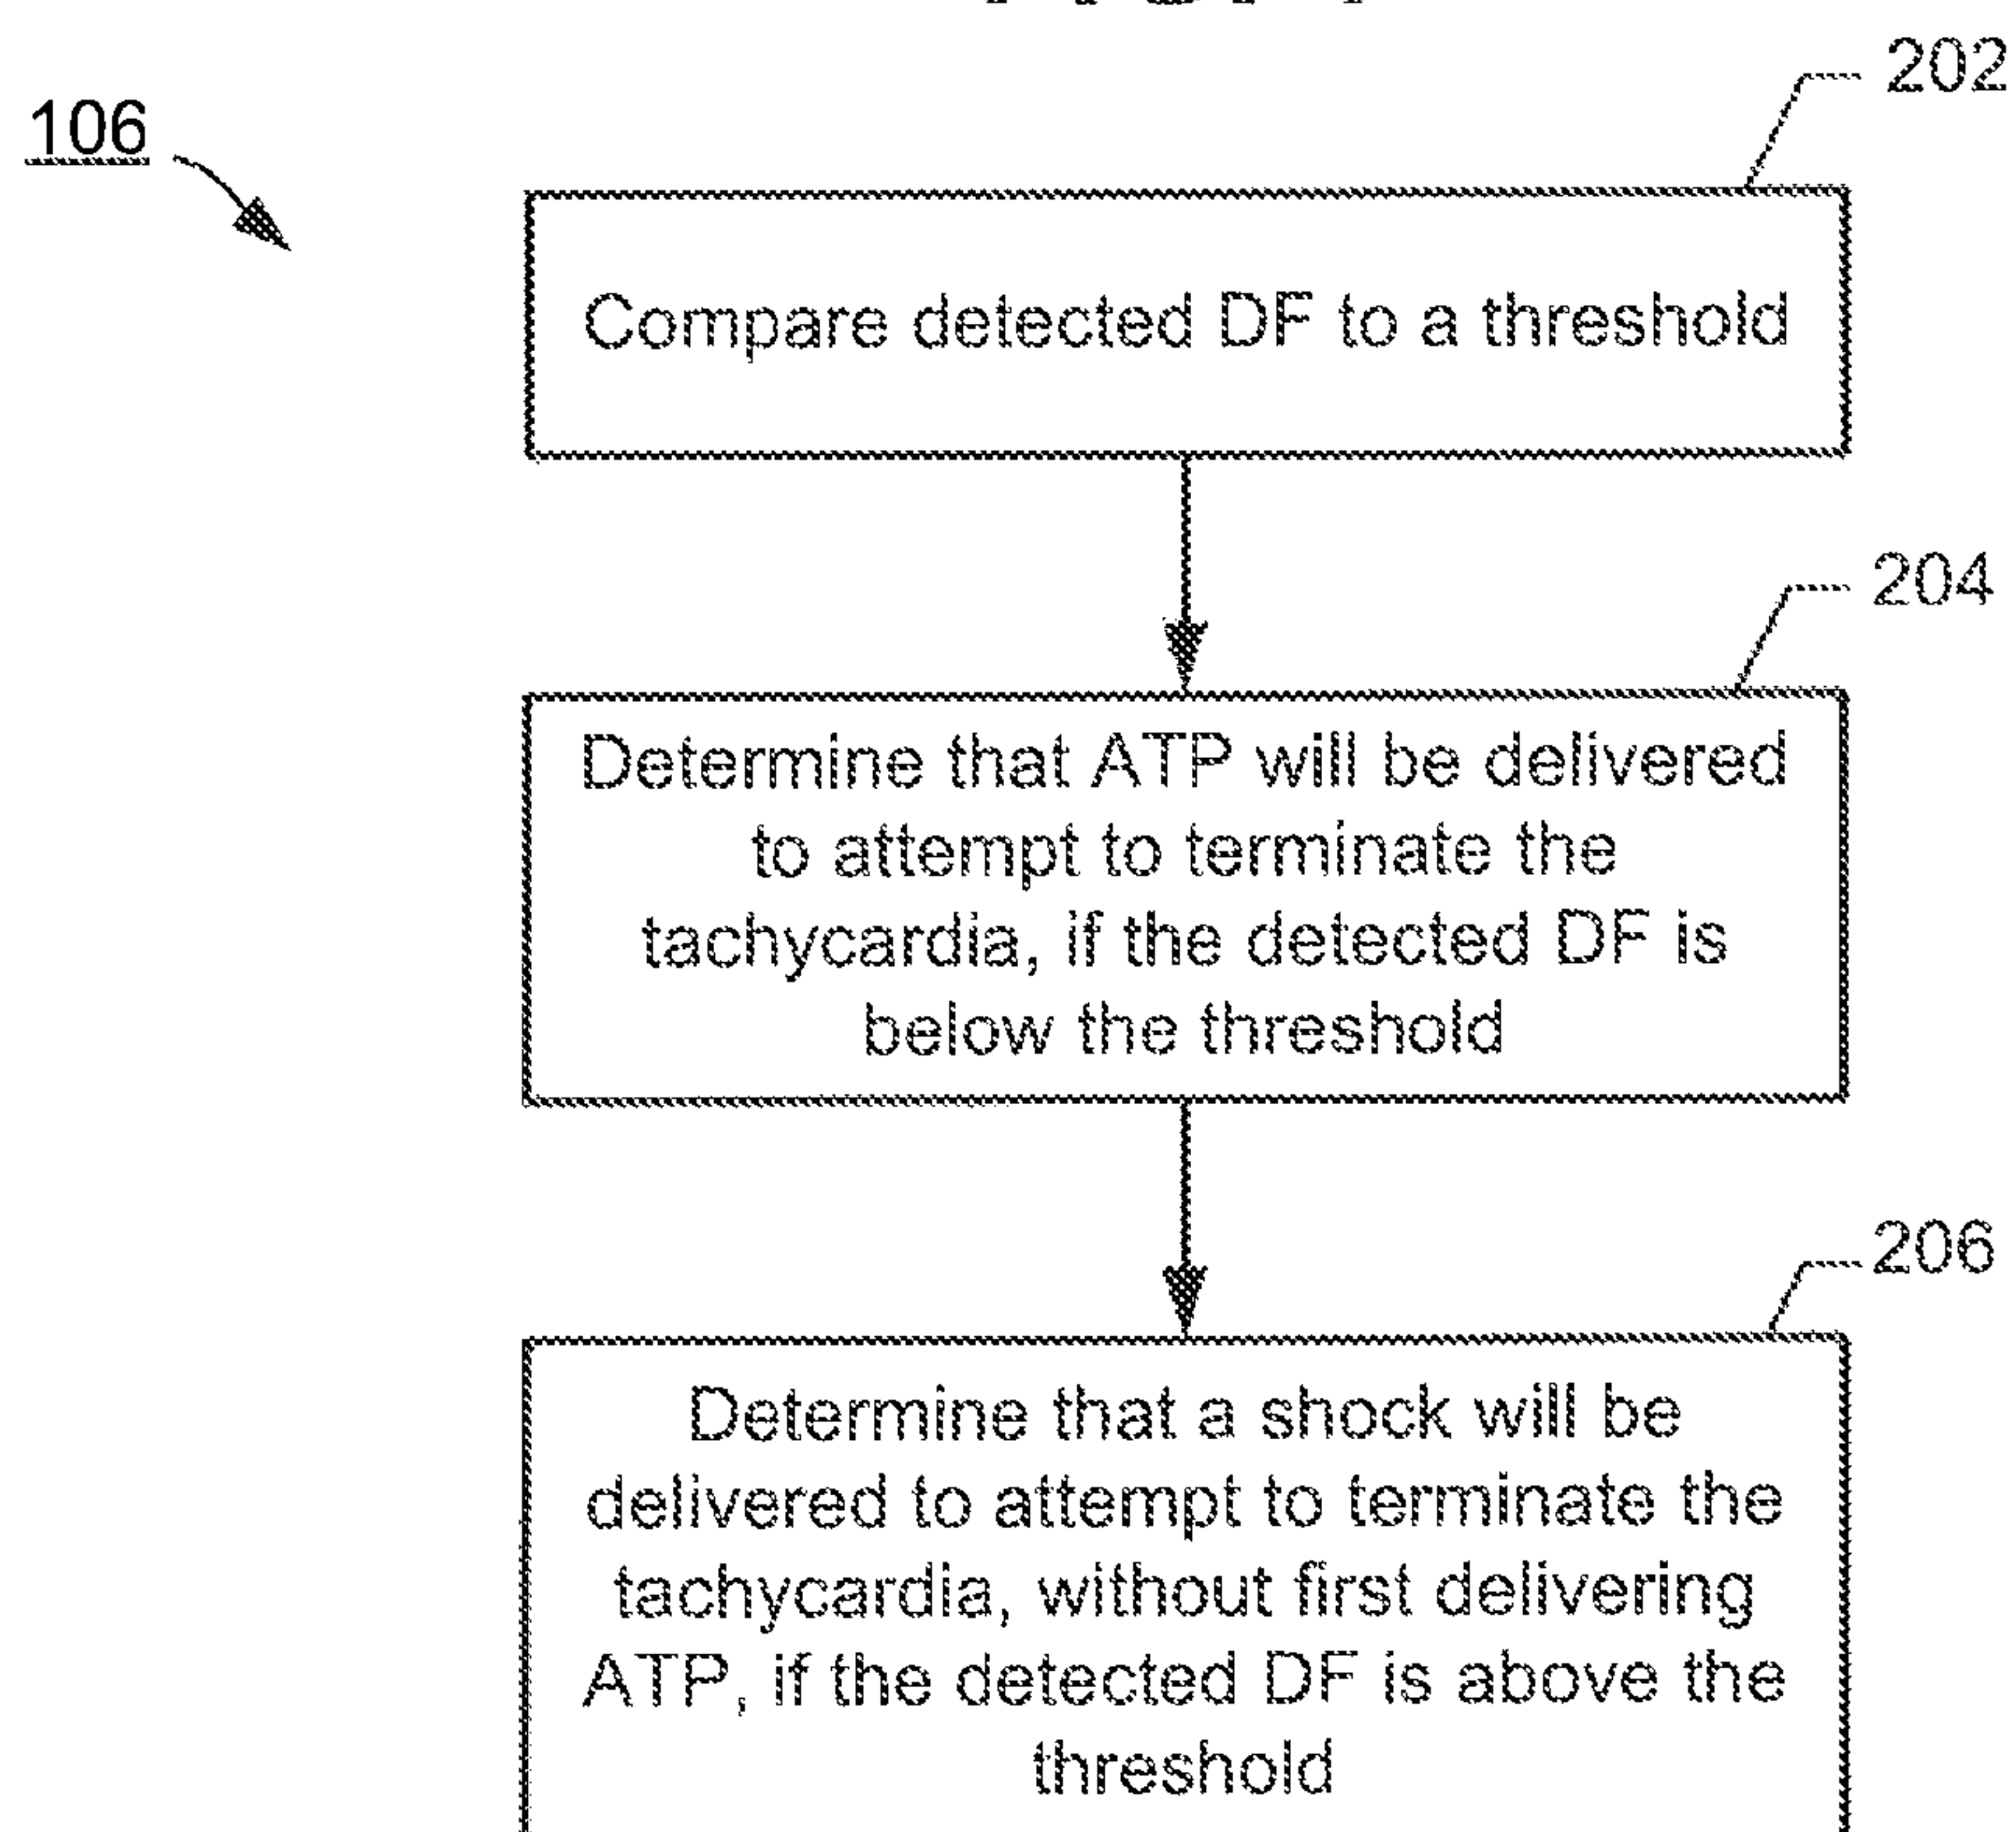 106
202
Compare detected DF to a threshold
204
Determine that ATP will be delivered
to attempt to terminate the
tachycardia, if the detected DF is
below the threshold
206
Determine that a shock will be
delivered to attempt to terminate the
tachycardia, without first delivering
ATP, if the detected DF is above the
threshold